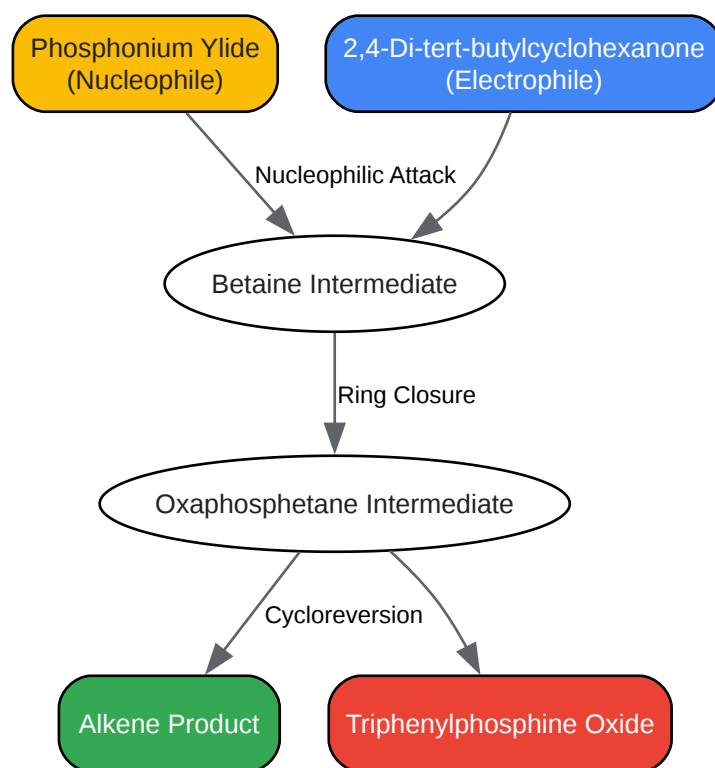 Phosphonium Ylide
(Nucleophile)
2,4-Di-tert-butylcyclohexanone
(Electrophile)
Nucleophilic Attack
Betaine Intermediate
Ring Closure
Oxaphosphetane Intermediate
Cycloreversion
Alkene Product
Triphenylphosphine Oxide